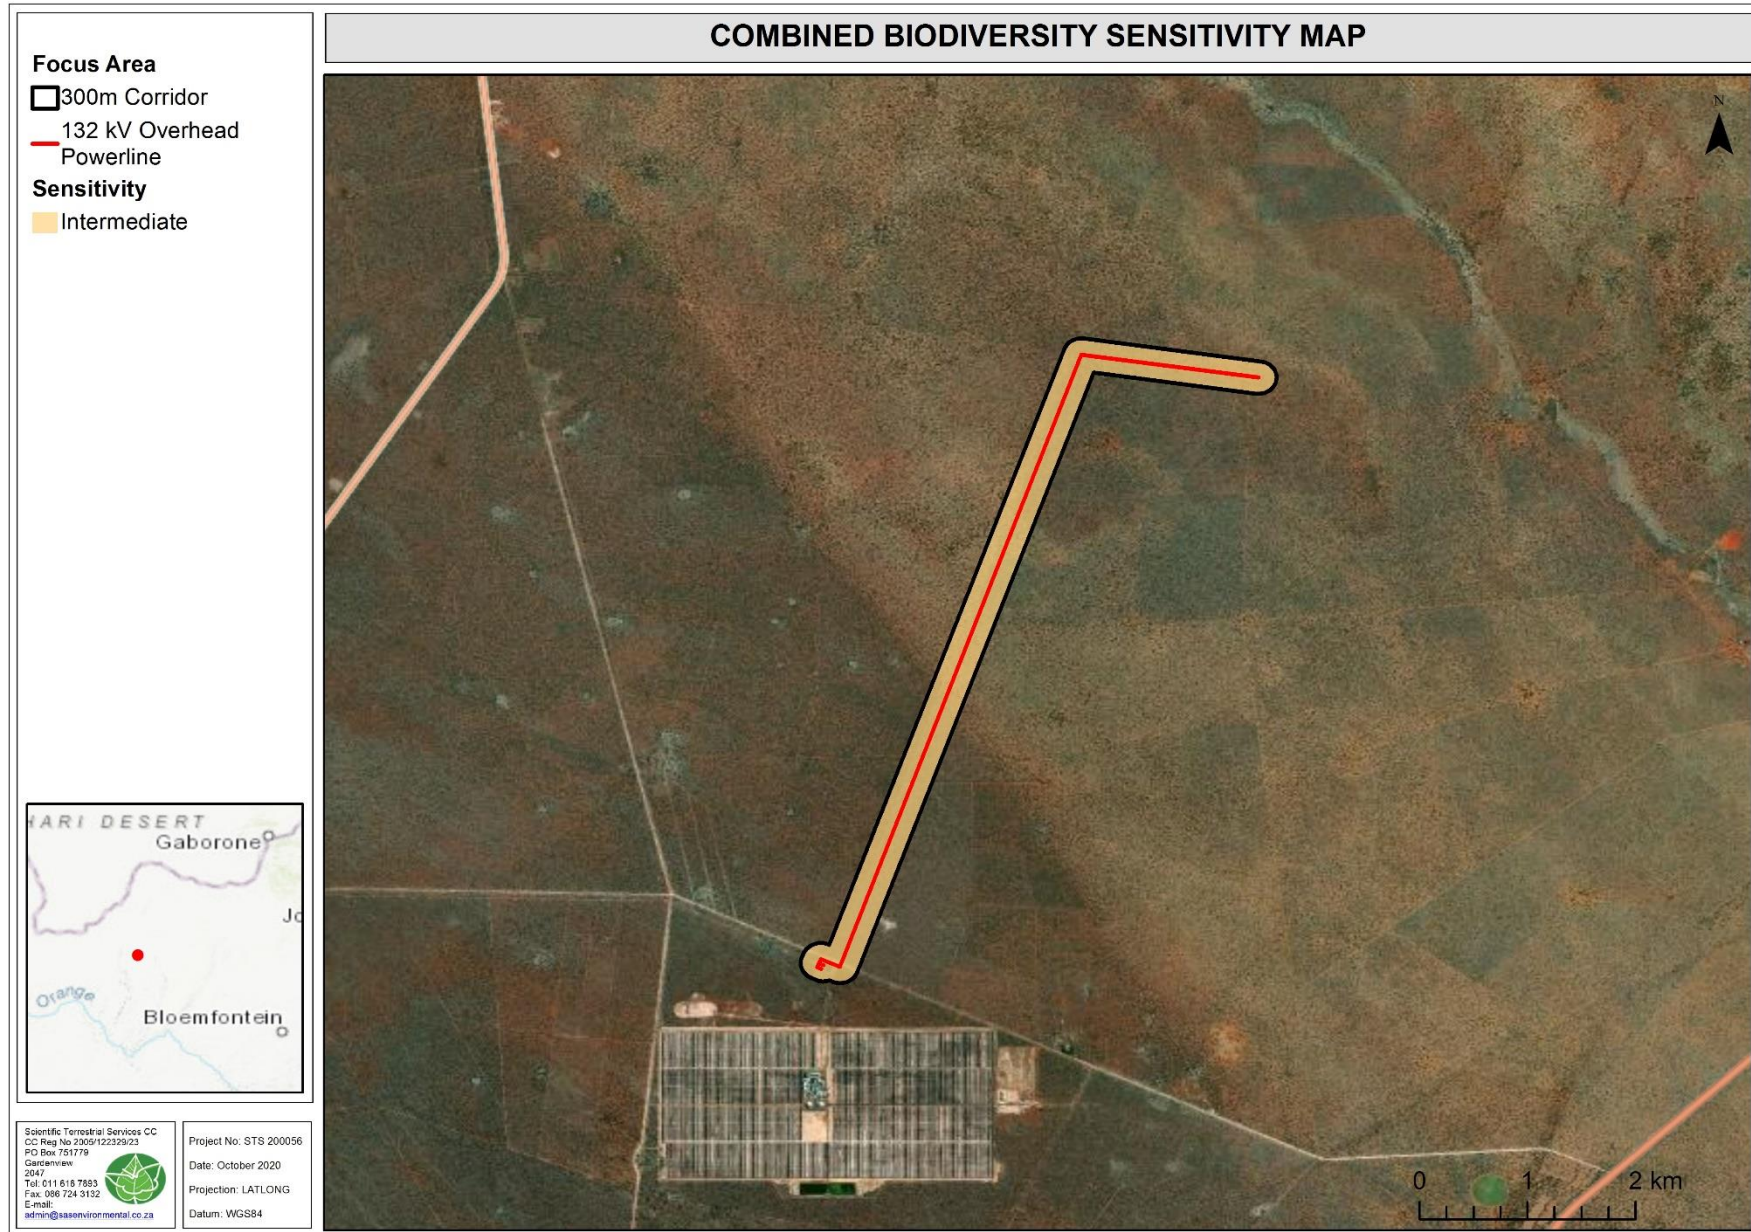 COMBINED BIODIVERSITY SENSITIVITY MAP
Focus Area
300m Corridor
132 kV Overhead
Powerline
Sensitivity
Intermediate
N
HARI DESERT
Gaborone
Jo
Orange
Bloemfontein
Scientific Terrestrial Services CC
CC Reg No 2005/122329/23
PO Box 751779
Gardenview
2047
Tel: 011 616 7893
Fax: 086 724 3132
E-mail:
admin@sasenvironmental.co.za
Project No: STS 200056
Date: October 2020
Projection: LATLONG
Datum: WGS84
0 1 2 km